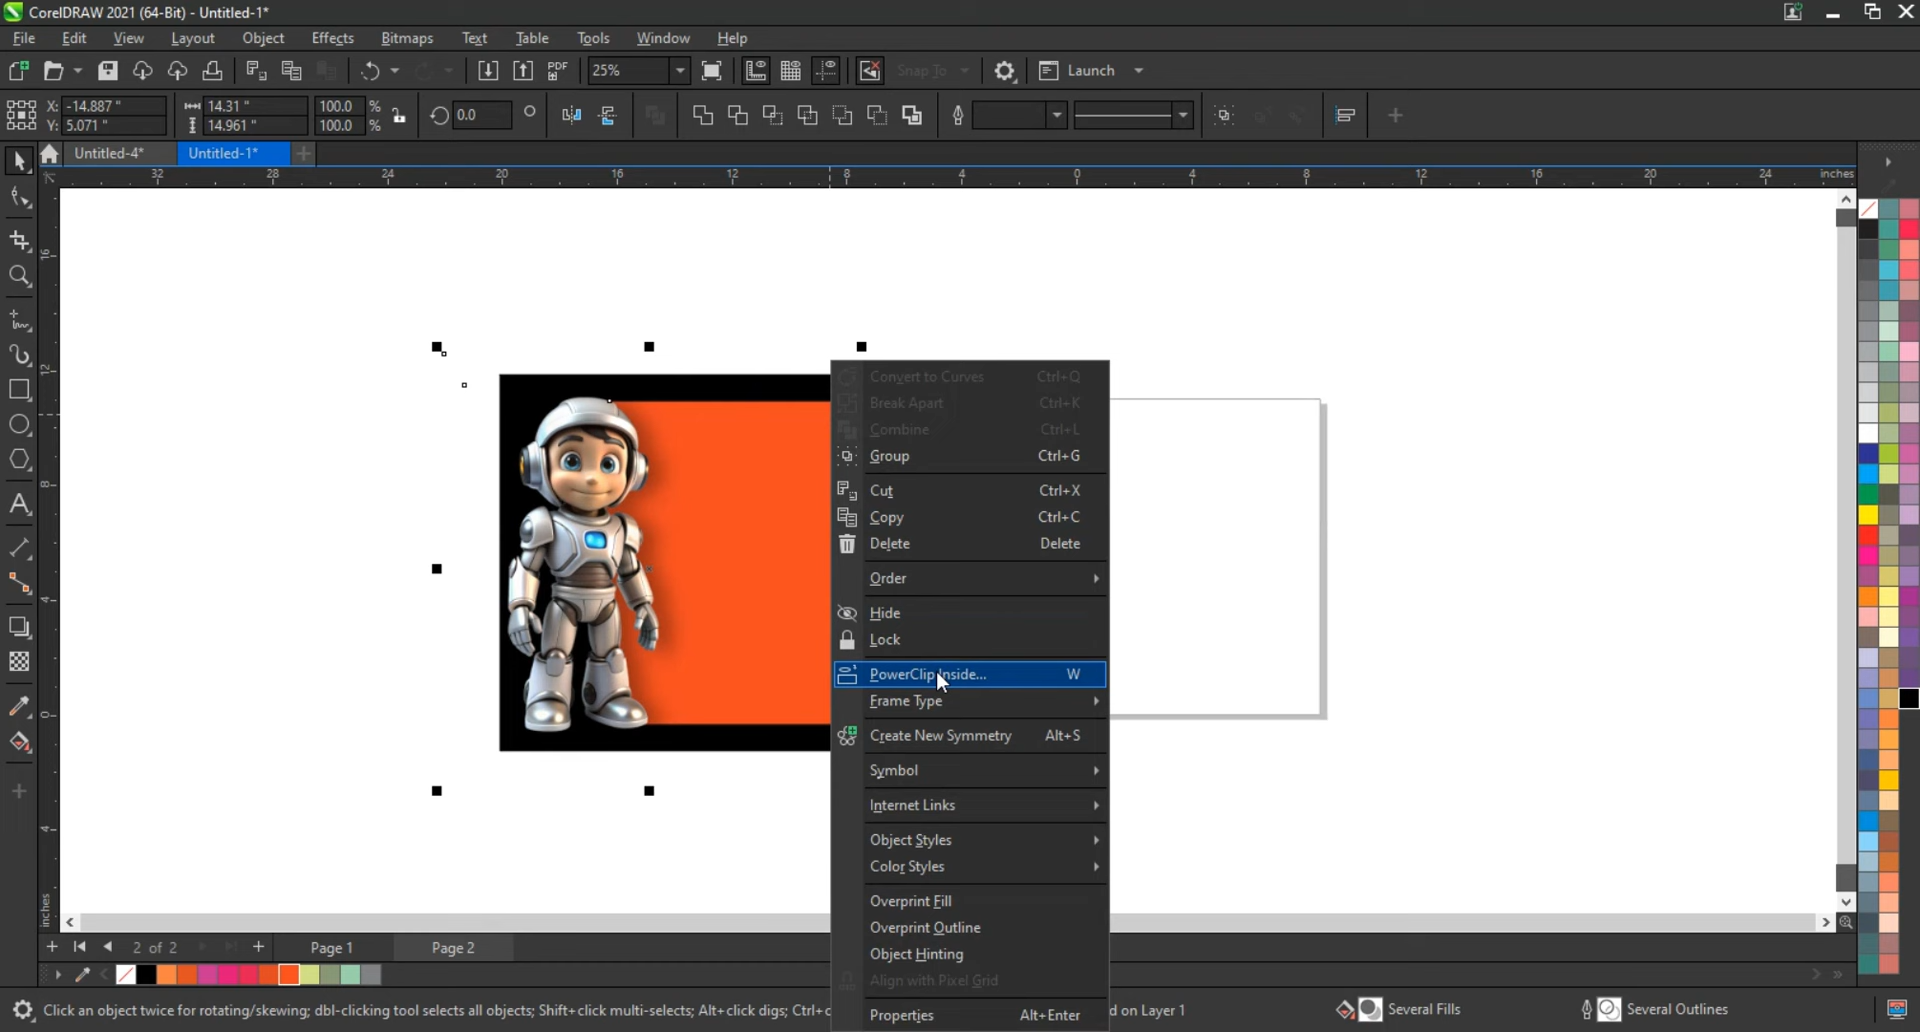 CorelDRAW 2021 (64-Bit) - Untitled-1*
File Edit View Layout Object Effects Bitmaps Text Table Tools Window Help
PDF 25% Snap To Launch
X: -14.887 " 14.31 " 100.0 % 0.0
Y: 5.071 " 14.961 " 100.0 %
Untitled-4* Untitled-1*
32 28 24 20 16 12 8 4 0 4 8 12 16 20 24 inches
16
12
8
4
0
4
inches
Convert to Curves Ctrl+Q
Break Apart Ctrl+K
Combine Ctrl+L
Group Ctrl+G
Cut Ctrl+X
Copy Ctrl+C
Delete Delete
Order
Hide
Lock
PowerClip Inside... W
Frame Type
Create New Symmetry Alt+S
Symbol
Internet Links
Object Styles
Color Styles
Overprint Fill
Overprint Outline
Object Hinting
Align with Pixel Grid
Properties Alt+Enter
2 of 2 Page 1 Page 2
Click an object twice for rotating/skewing; dbl-clicking tool selects all objects; Shift+click multi-selects; Alt+click digs; Ctrl+c d on Layer 1 Several Fills Several Outlines